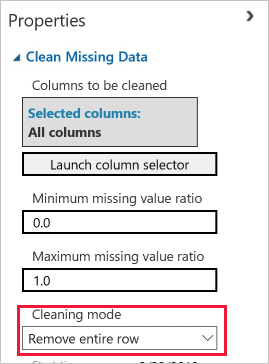 Properties
Clean Missing Data
Columns to be cleaned
Selected columns:
All columns
Launch column selector
Minimum missing value ratio
0.0
Maximum missing value ratio
1.0
Cleaning mode
Remove entire row